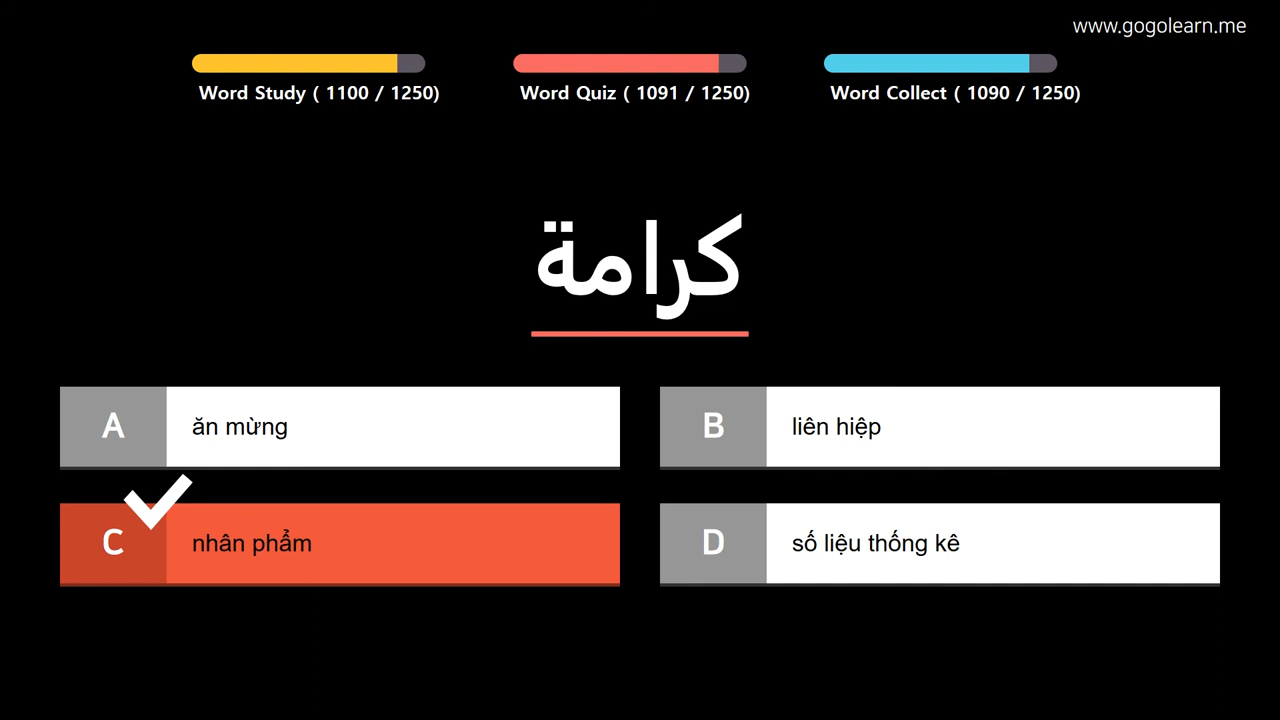 www.gogolearn.me
Word Study ( 1100 / 1250)
Word Quiz ( 1091 / 1250)
Word Collect ( 1090 / 1250)
كرامة
A
ăn mừng
B
liên hiệp
C
nhân phẩm
D
số liệu thống kê